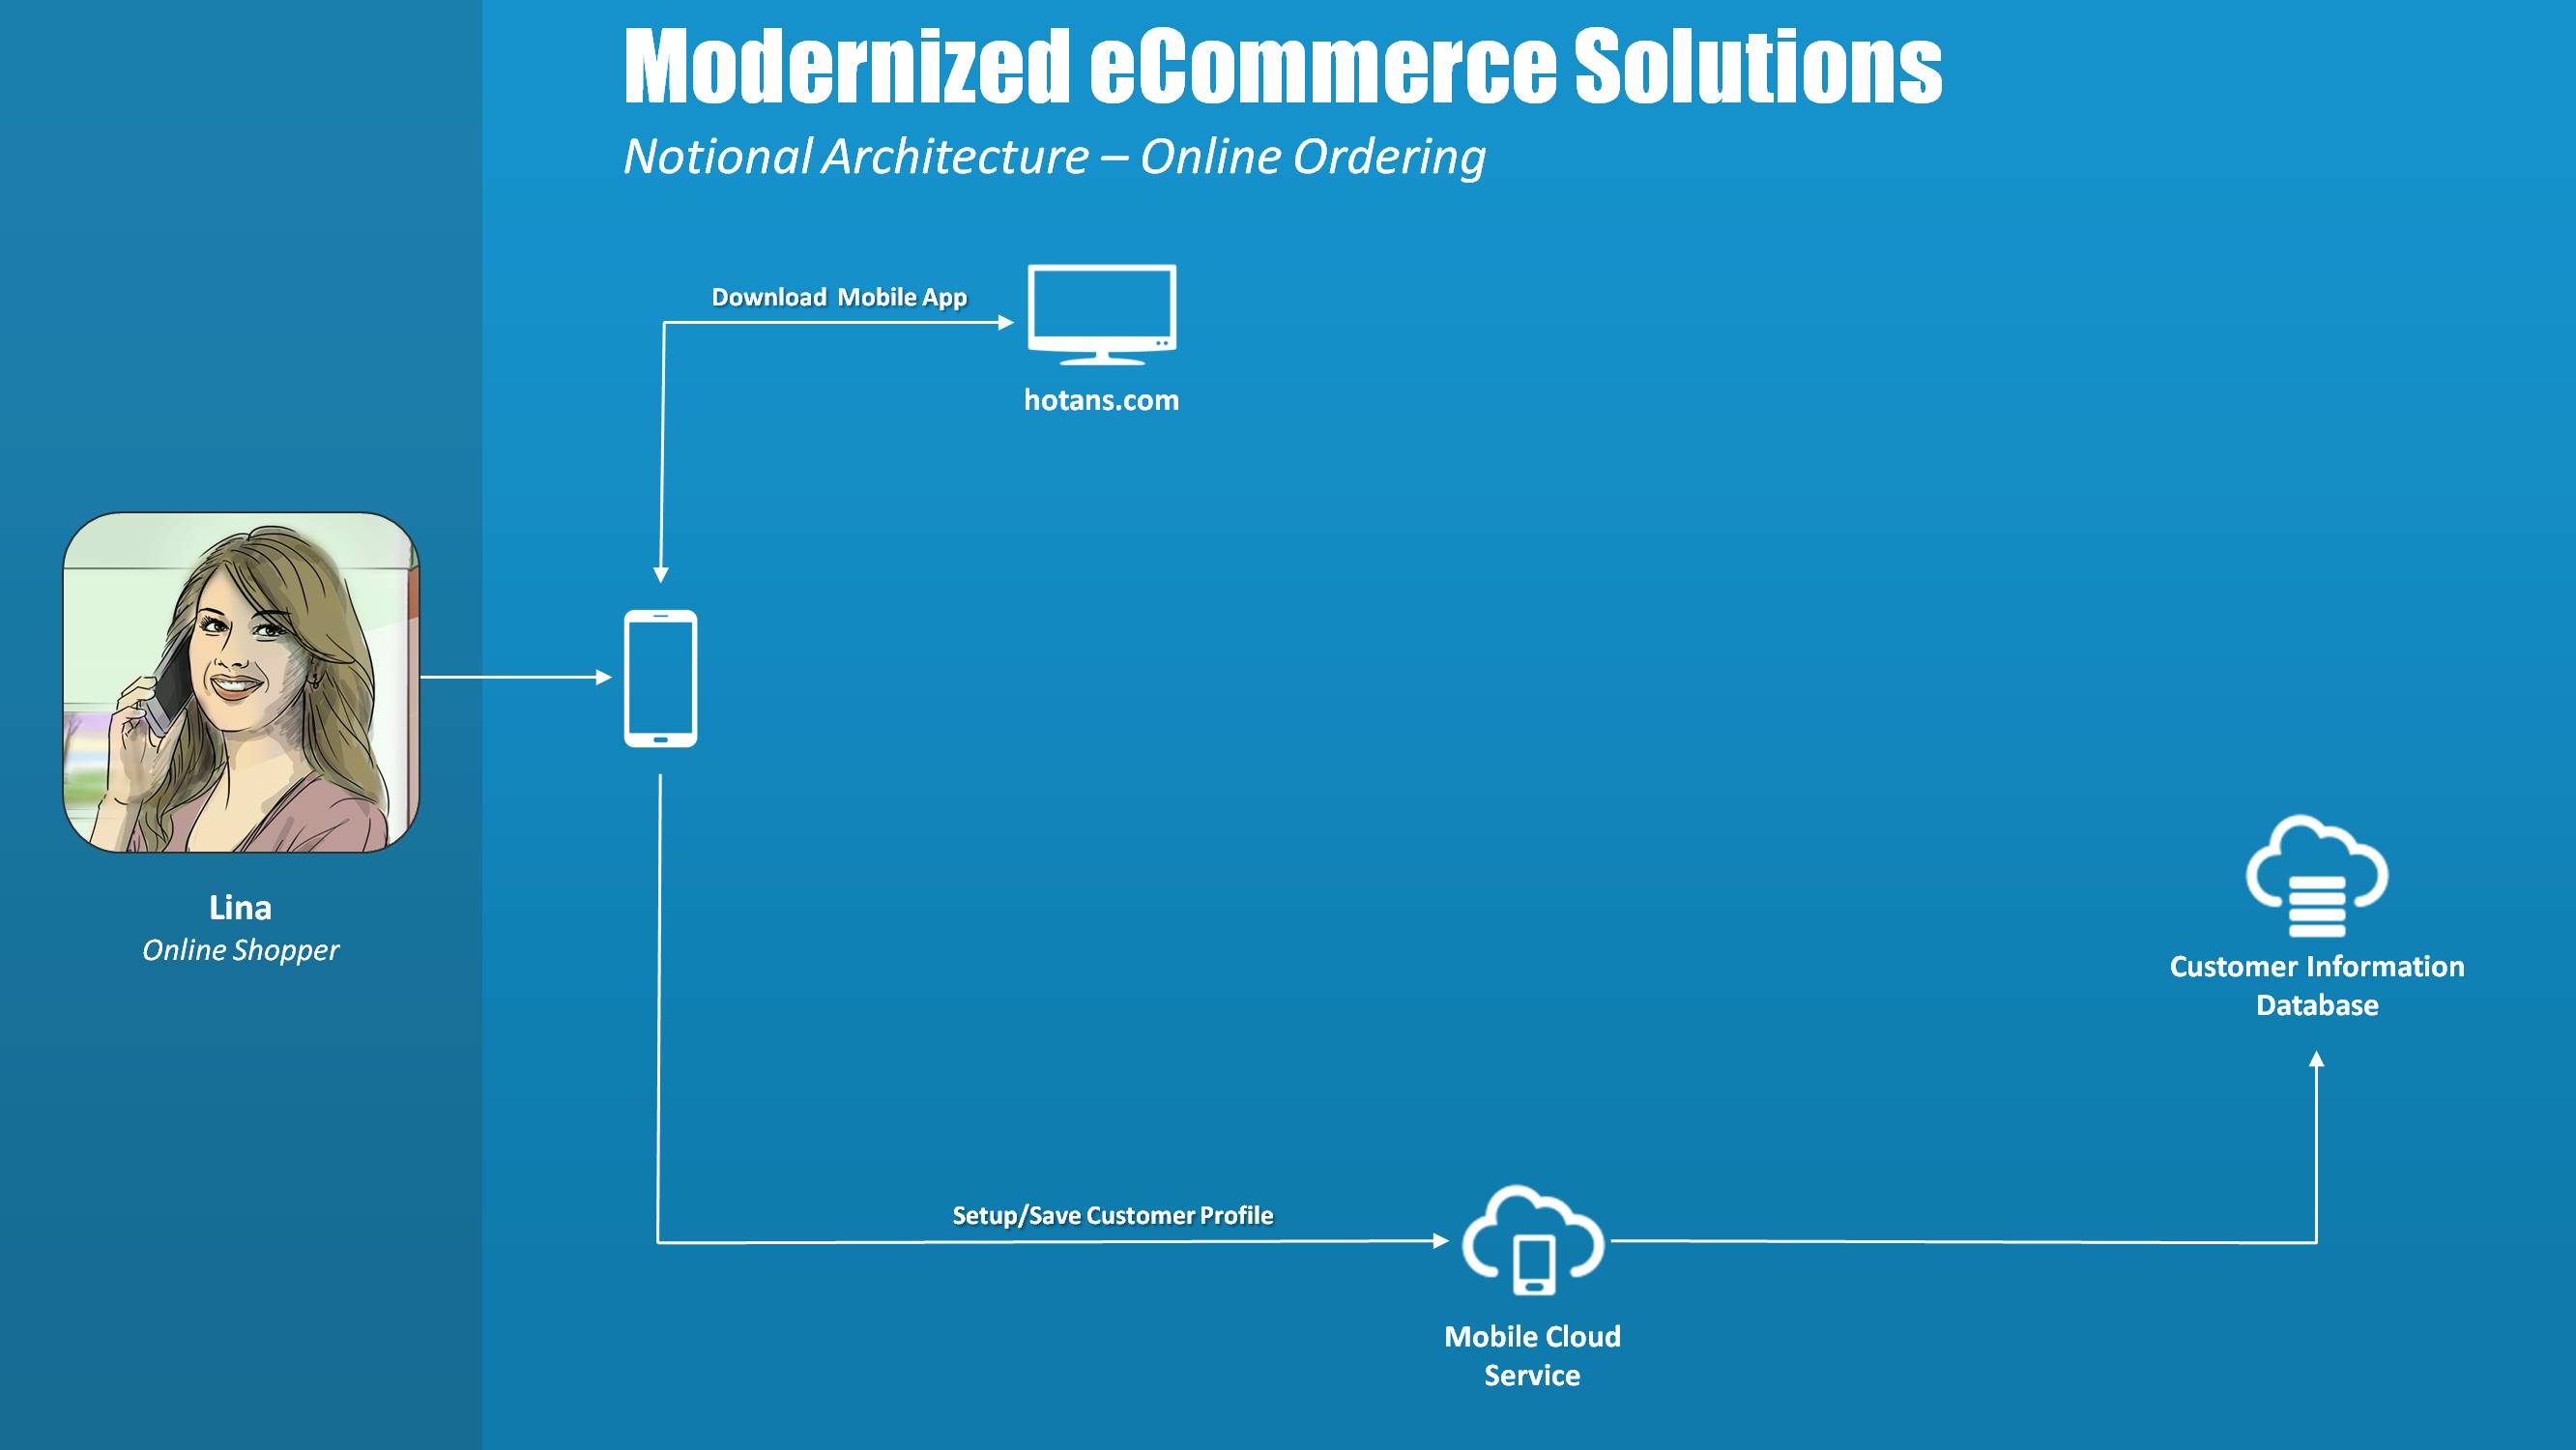 Modernized eCommerce Solutions
Notional Architecture – Online Ordering
Download Mobile App
hotans.com
Lina
Online Shopper
Customer Information
Database
Setup/Save Customer Profile
Mobile Cloud
Service